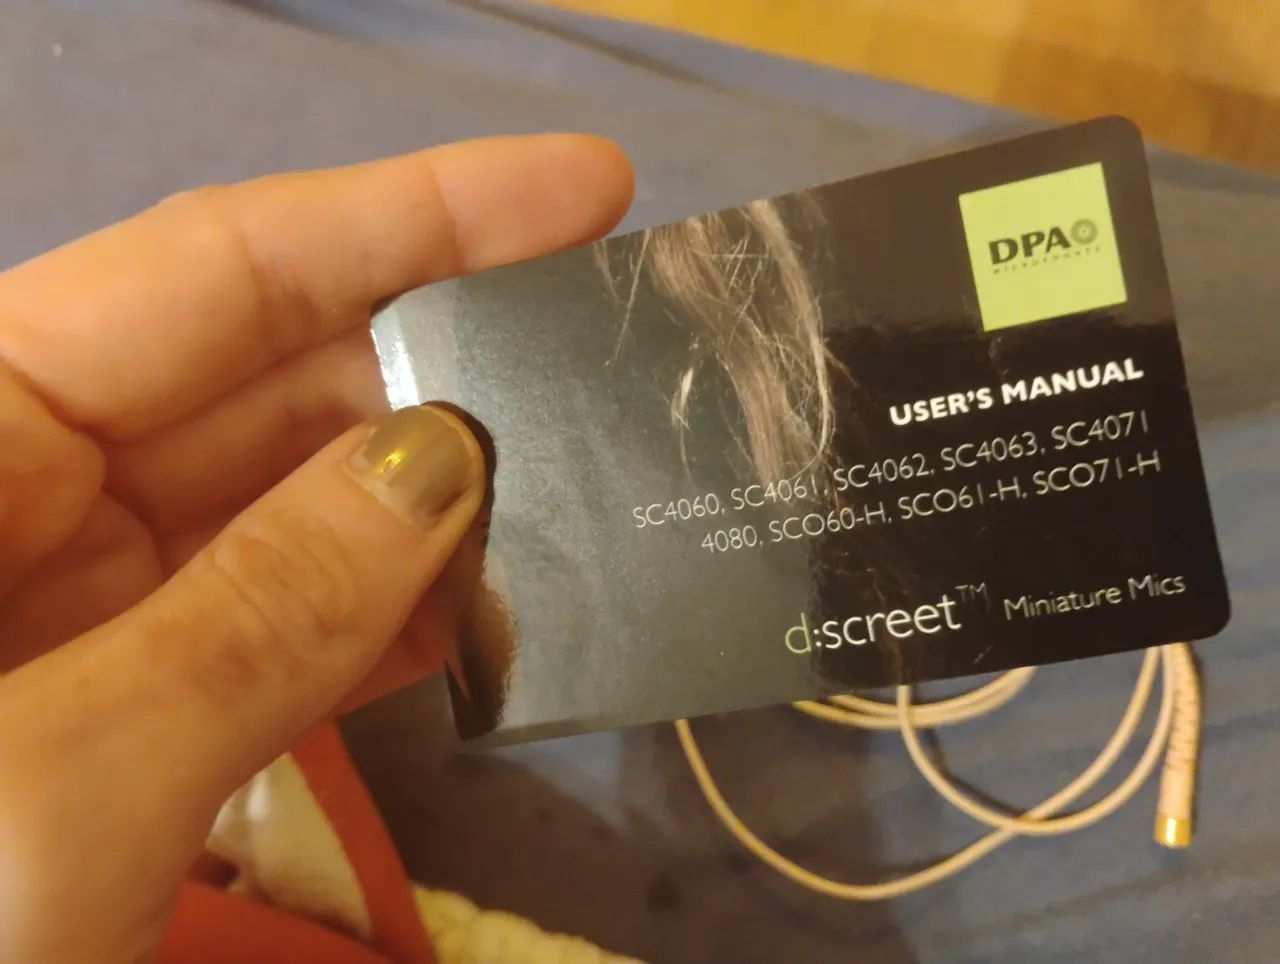 DPA
MICROPHONES
USER'S MANUAL
SC4060, SC4061, SC4062, SC4063, SC4071
4080, SCO60-H, SCO61-H, SCO71-H
d:screet™ Miniature Mics